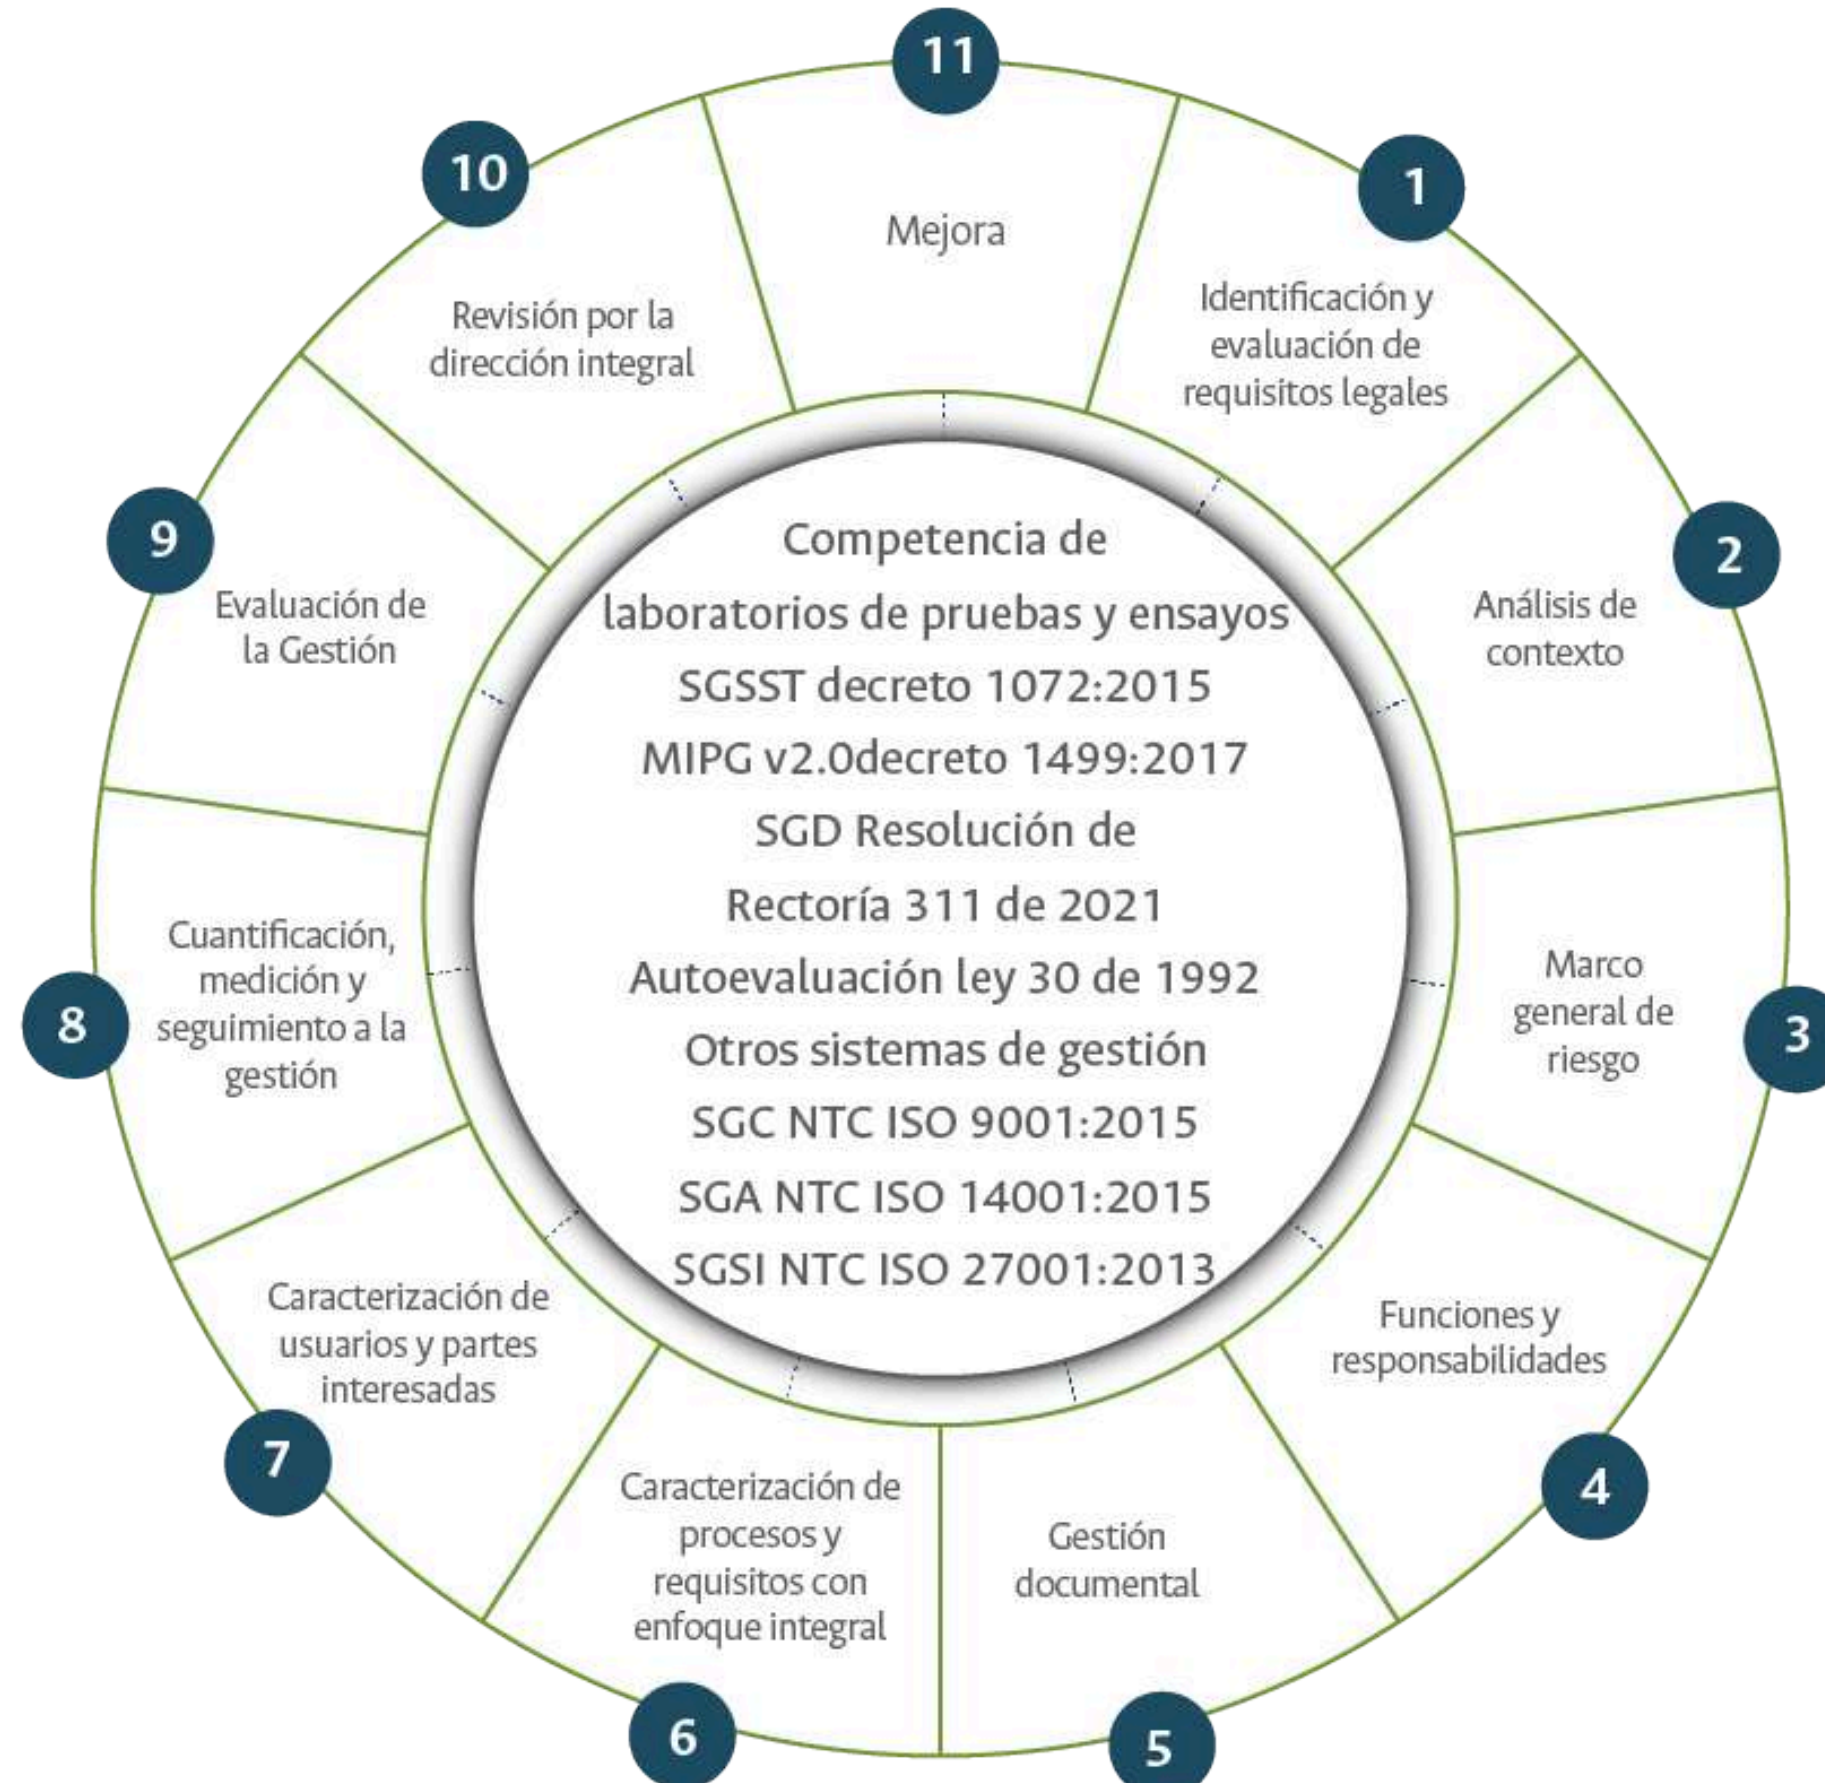 11
Mejora
1
Identificación y
evaluación de
requisitos legales
2
Análisis de
contexto
3
Marco
general de
riesgo
4
Funciones y
responsabilidades
5
Gestión
documental
6
Caracterización de
procesos y
requisitos con
enfoque integral
7
Caracterización de
usuarios y partes
interesadas
8
Cuantificación,
medición y
seguimiento a la
gestión
9
Evaluación de
la Gestión
10
Revisión por la
dirección integral
Competencia de
laboratorios de pruebas y ensayos
SGSST decreto 1072:2015
MIPG v2.0decreto 1499:2017
SGD Resolución de
Rectoría 311 de 2021
Autoevaluación ley 30 de 1992
Otros sistemas de gestión
SGC NTC ISO 9001:2015
SGA NTC ISO 14001:2015
SGSI NTC ISO 27001:2013